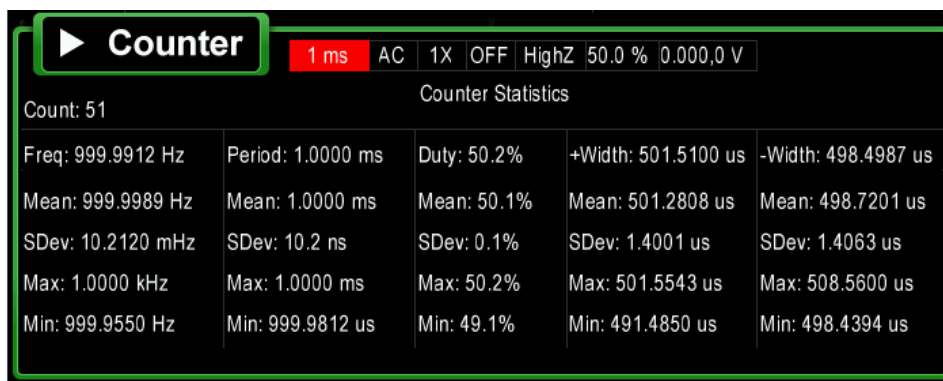 Counter
1 ms AC 1X OFF HighZ 50.0 % 0.000,0 V
Counter Statistics
Count: 51
Freq: 999.9912 Hz Period: 1.0000 ms Duty: 50.2% +Width: 501.5100 us -Width: 498.4987 us
Mean: 999.9989 Hz Mean: 1.0000 ms Mean: 50.1% Mean: 501.2808 us Mean: 498.7201 us
SDev: 10.2120 mHz SDev: 10.2 ns SDev: 0.1% SDev: 1.4001 us SDev: 1.4063 us
Max: 1.0000 kHz Max: 1.0000 ms Max: 50.2% Max: 501.5543 us Max: 508.5600 us
Min: 999.9550 Hz Min: 999.9812 us Min: 49.1% Min: 491.4850 us Min: 498.4394 us